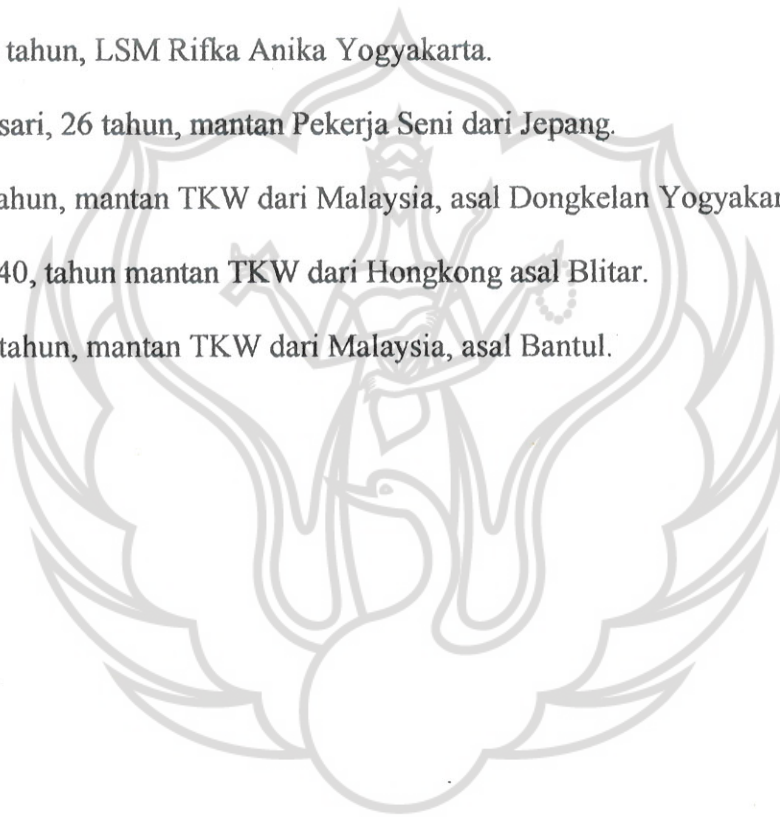 tahun, LSM Rifka Anika Yogyakarta.
sari, 26 tahun, mantan Pekerja Seni dari Jepang.
ahun, mantan TKW dari Malaysia, asal Dongkelan Yogyakar
40, tahun mantan TKW dari Hongkong asal Blitar.
tahun, mantan TKW dari Malaysia, asal Bantul.